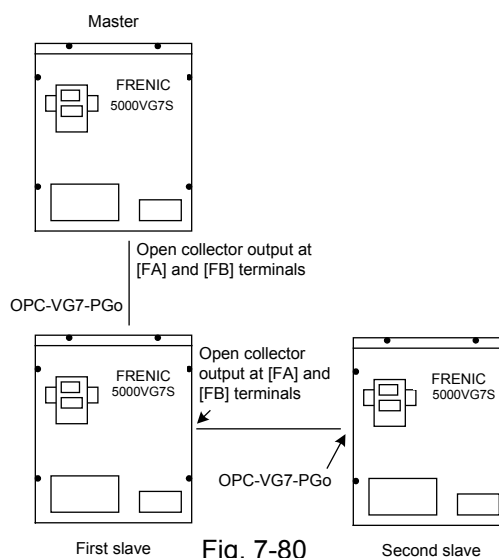 Master
FRENIC
5000VG7S
Open collector output at
[FA] and [FB] terminals
OPC-VG7-PGo
FRENIC
5000VG7S
Open collector
output at [FA] and
[FB] terminals
FRENIC
5000VG7S
OPC-VG7-PGo
First slave
Fig. 7-80
Second slave